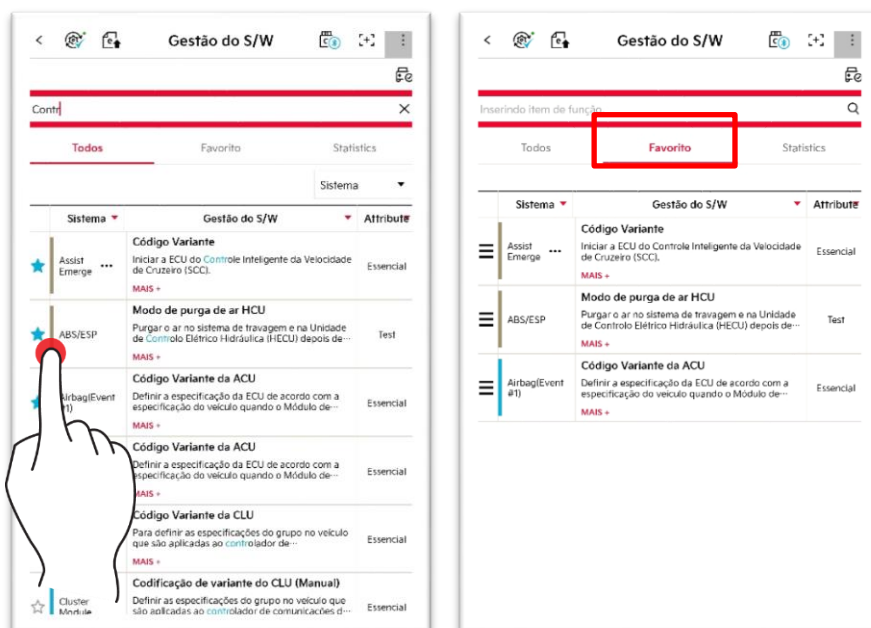 Gestão do S/W
Contr
Todos Favorito Statistics
Sistema
Sistema Gestão do S/W Attribute
Código Variante
Assist Emerge ... Iniciar a ECU do Controle Inteligente da Velocidade Essencial
de Cruzeiro (SCC).
MAIS +
Modo de purga de ar HCU
ABS/ESP Purgar o ar no sistema de travagem e na Unidade Test
de Controlo Elétrico Hidráulica (HECU) depois de...
MAIS +
Código Variante da ACU
Airbag(Event #1) Definir a especificação da ECU de acordo com a Essencial
especificação do veículo quando o Módulo de...
MAIS +
Código Variante da ACU
Definir a especificação da ECU de acordo com a Essencial
especificação do veículo quando o Módulo de...
MAIS +
Código Variante da CLU
Para definir as especificações do grupo no veículo Essencial
que são aplicadas ao controlador de...
MAIS +
Codificação de variante do CLU (Manual)
Cluster Module Definir as especificações do grupo no veículo que Essencial
são aplicadas ao controlador de comunicações d...
Gestão do S/W
Inserindo item de função
Todos Favorito Statistics
Sistema Gestão do S/W Attribute
Código Variante
Assist Emerge ... Iniciar a ECU do Controle Inteligente da Velocidade Essencial
de Cruzeiro (SCC).
MAIS +
Modo de purga de ar HCU
ABS/ESP Purgar o ar no sistema de travagem e na Unidade Test
de Controlo Elétrico Hidráulica (HECU) depois de...
MAIS +
Código Variante da ACU
Airbag(Event #1) Definir a especificação da ECU de acordo com a Essencial
especificação do veículo quando o Módulo de...
MAIS +